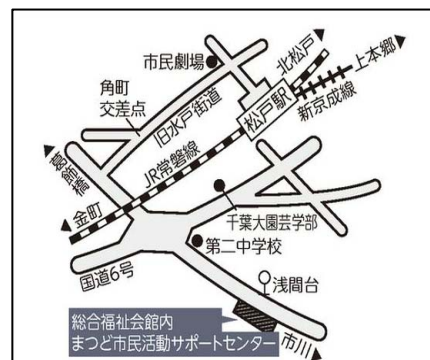 市民劇場
北松戸
上本郷
角町
交差点
旧水戸街道
松戸駅
新京成線
葛飾橋
JR常磐線
金町
千葉大園芸学部
第二中学校
国道6号
浅間台
総合福祉会館内
まつど市民活動サポートセンター
市川